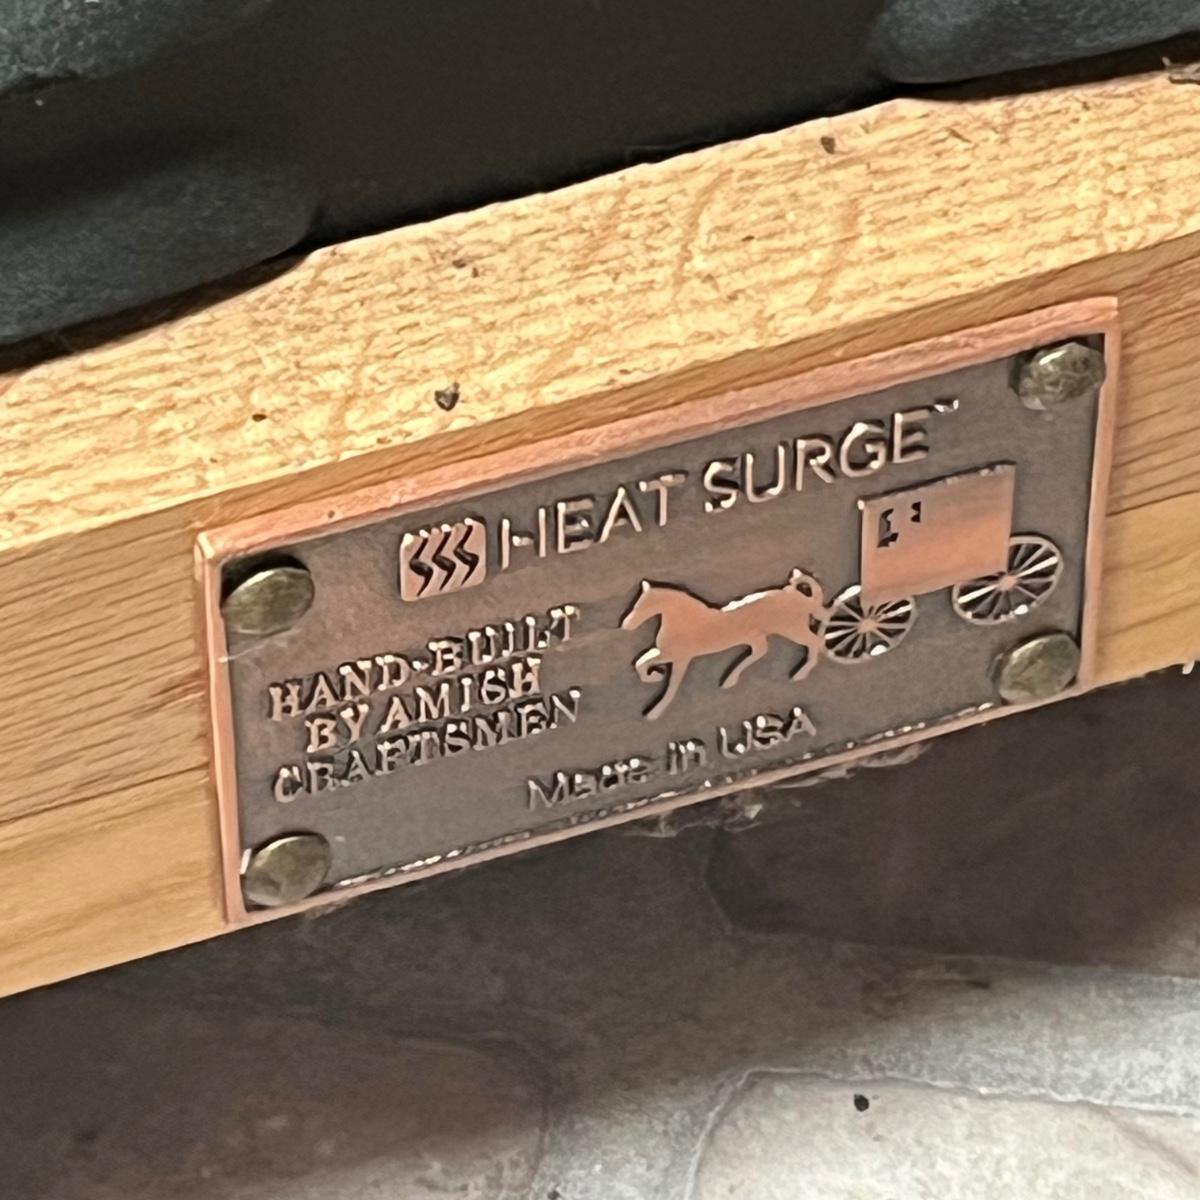 HEAT SURGE™
HAND-BUILT
BY AMISH
CRAFTSMEN
Made in USA